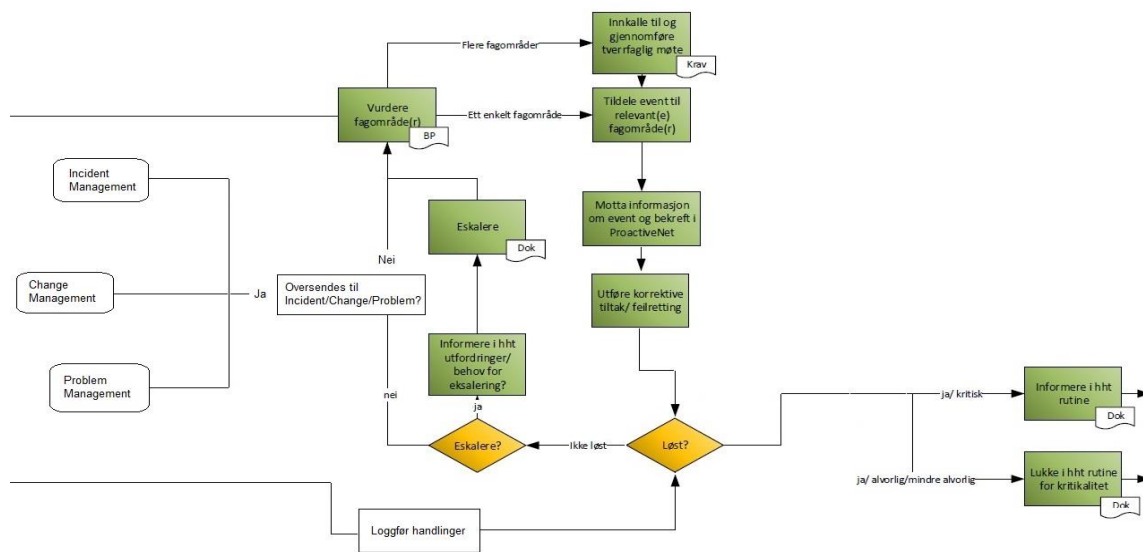 Innkalle til og
gjennomføre
tverrfaglig møte
Krav
Flere fagområder
Vurdere
fagområde(r)
BP
Ett enkelt fagområde
Tildele event til
relevant(e)
fagområde(r)
Incident
Management
Eskalere
Dok
Motta informasjon
om event og bekreft i
ProactiveNet
Nei
Change
Management
Ja
Oversendes til
Incident/Change/Problem?
Utføre korrektive
tiltak/ feilretting
Problem
Management
Informere i hht
utfordringer/
behov for
eksalering?
nei
ja
Eskalere?
Ikke løst
Løst?
ja/ kritisk
Informere i hht
rutine
Dok
ja/ alvorlig/mindre alvorlig
Lukke i hht rutine
for kritikalitet
Dok
Loggfør handlinger